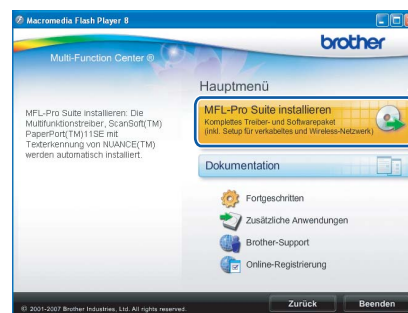 Macromedia Flash Player 8
brother
Multi-Function Center ®
Hauptmenü
MFL-Pro Suite installieren: Die
Multifunktionstreiber, ScanSoft(TM)
PaperPort(TM)11SE mit
Texterkennung von NUANCE(TM)
werden automatisch installiert.
MFL-Pro Suite installieren
Komplettes Treiber- und Softwarepaket
(inkl. Setup für verkabeltes und Wireless-Netzwerk)
Dokumentation
Fortgeschritten
Zusätzliche Anwendungen
Brother-Support
Online-Registrierung
© 2001-2007 Brother Industries, Ltd. All rights reserved.
Zurück
Beenden